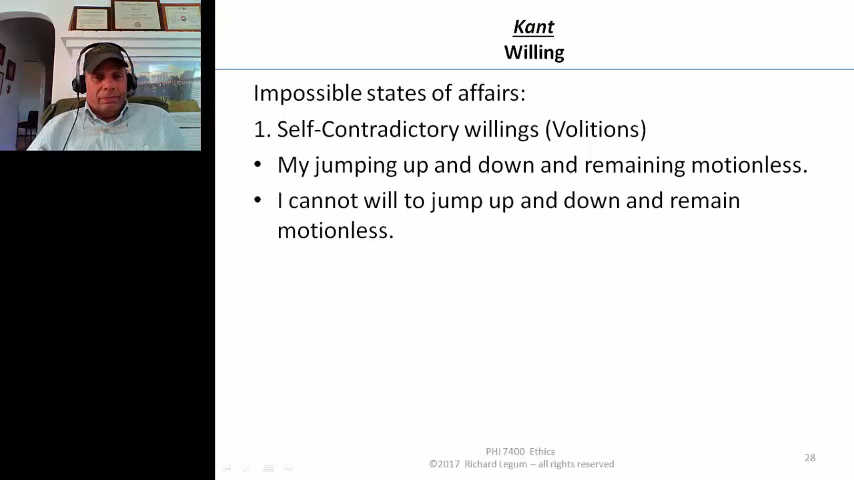 Kant
Willing
Impossible states of affairs:
1. Self-Contradictory willings (Volitions)
• My jumping up and down and remaining motionless.
• I cannot will to jump up and down and remain
motionless.
PHI 7400 Ethics
©2017 Richard Legum – all rights reserved
28